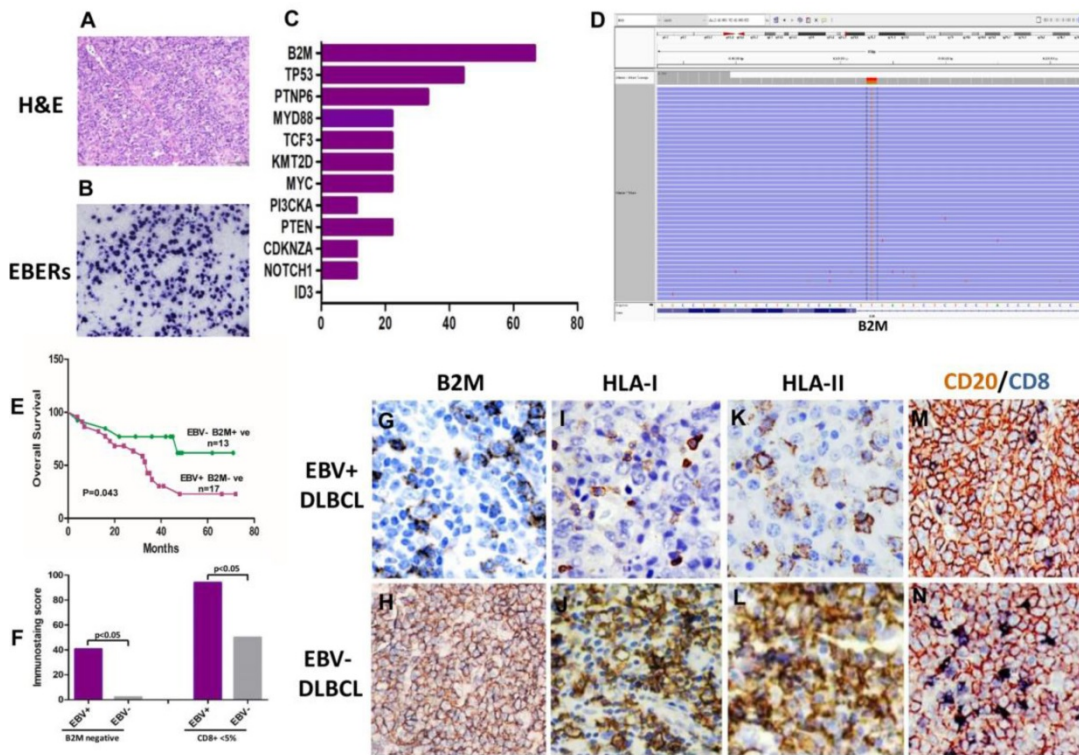 A
H&E
B
EBERs
C
B2M
TP53
PTNP6
MYD88
TCF3
KMT2D
MYC
PI3CKA
PTEN
CDKNZA
NOTCH1
ID3
0 20 40 60 80
D
B2M
E
Overall Survival
150
100
50
0
EBV- B2M+ ve
n=13
EBV+ B2M- ve
n=17
P=0.043
0 20 40 60 80
Months
F
Immunostaing score
100
80
60
40
20
0
p<0.05
p<0.05
EBV+ EBV- EBV+ EBV-
B2M negative CD8+ <5%
B2M HLA-I HLA-II CD20/CD8
EBV+
DLBCL
G I K M
EBV-
DLBCL
H J L N